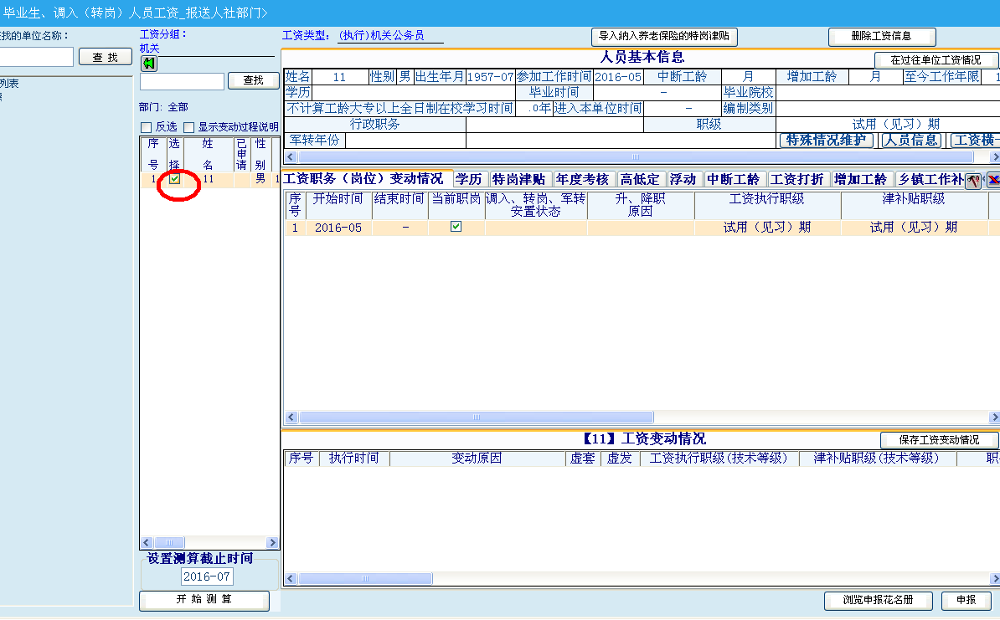 毕业生、调入（转岗）人员工资_报送人社部门>
找的单位名称：
查 找
列表
工资分组：
机关
查找
部门: 全部
反选 显示变动过程说明
序号 选择 姓名 已申请 性别
1 11 男 1
设置测算截止时间
2016-07
开 始 测 算
工资类型: (执行)机关公务员
导入纳入养老保险的特岗津贴
删除工资信息
人员基本信息
在过往单位工资情况
姓名 11 性别 男 出生年月 1957-07 参加工作时间 2016-05 中断工龄 月 增加工龄 月 至今工作年限 1
学历 毕业时间 － 毕业院校
不计算工龄大专以上全日制在校学习时间 .0年 进入本单位时间 － 编制类别
行政职务 职级 试用（见习）期
军转年份 特殊情况维护 人员信息 工资横一
工资职务（岗位）变动情况 学历 特岗津贴 年度考核 高低定 浮动 中断工龄 工资打折 增加工龄 乡镇工作补
序号 开始时间 结束时间 当前职岗 调入、转岗、军转安置状态 升、降职原因 工资执行职级 津补贴职级
1 2016-05 － 试用（见习）期 试用（见习）期
【11】工资变动情况
保存工资变动情况
序号 执行时间 变动原因 虚套 虚发 工资执行职级(技术等级) 津补贴职级(技术等级) 职
浏览申报花名册
申报